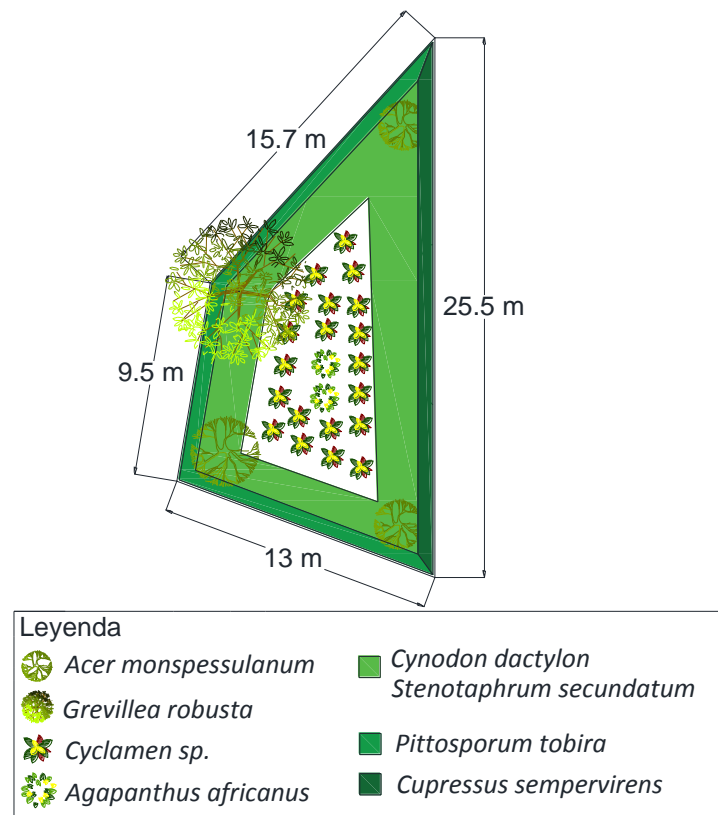 15.7 m
25.5 m
9.5 m
13 m
Leyenda
Acer monspessulanum
Grevillea robusta
Cyclamen sp.
Agapanthus africanus
Cynodon dactylon
Stenotaphrum secundatum
Pittosporum tobira
Cupressus sempervirens